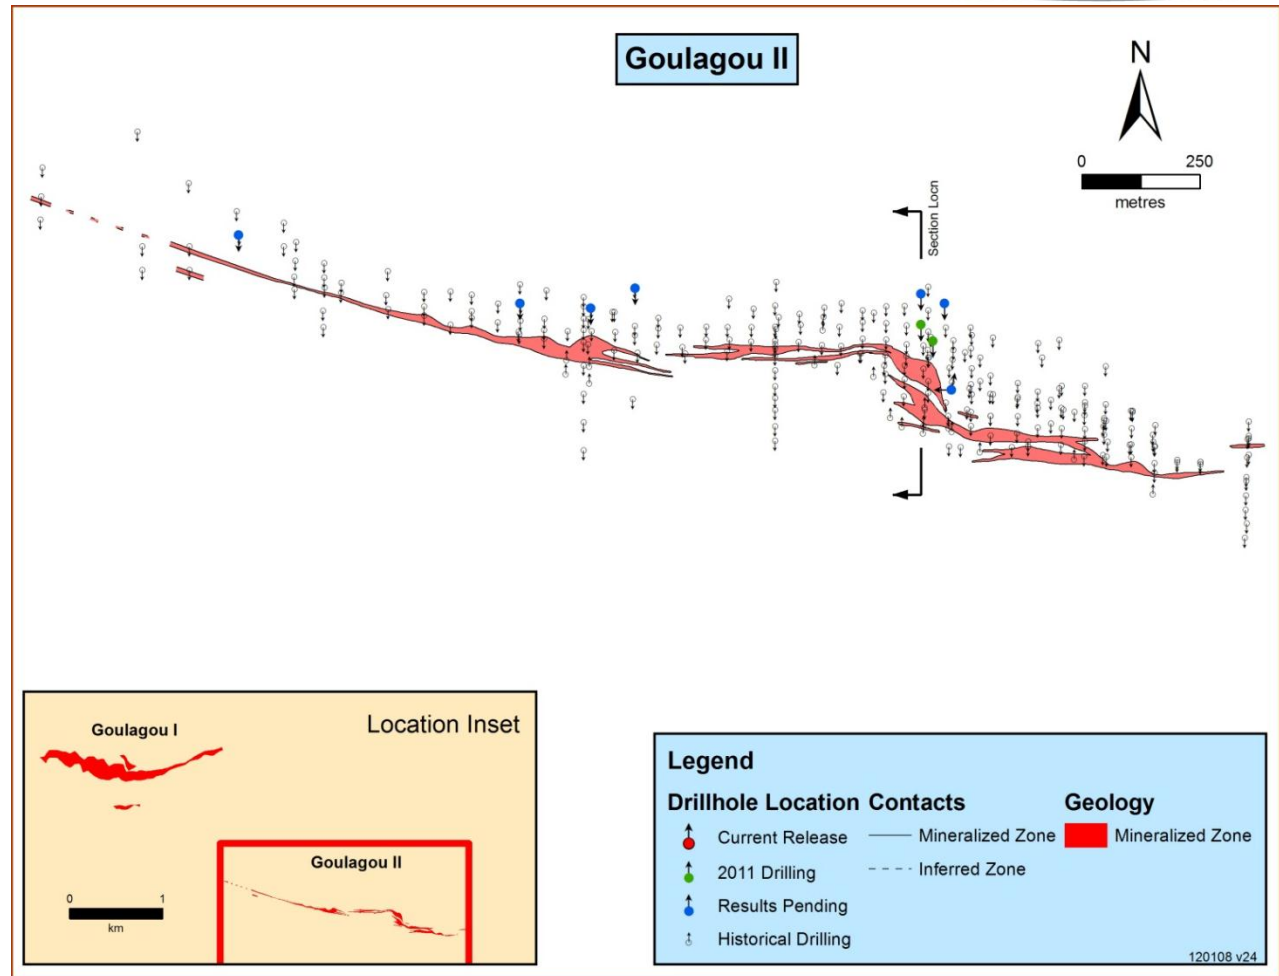 Goulagou II
N
0 250
metres
Section Locn
Location Inset
Goulagou I
Goulagou II
0 1
km
Legend
Drillhole Location Contacts Geology
Current Release Mineralized Zone Mineralized Zone
2011 Drilling Inferred Zone
Results Pending
Historical Drilling
120108 v24